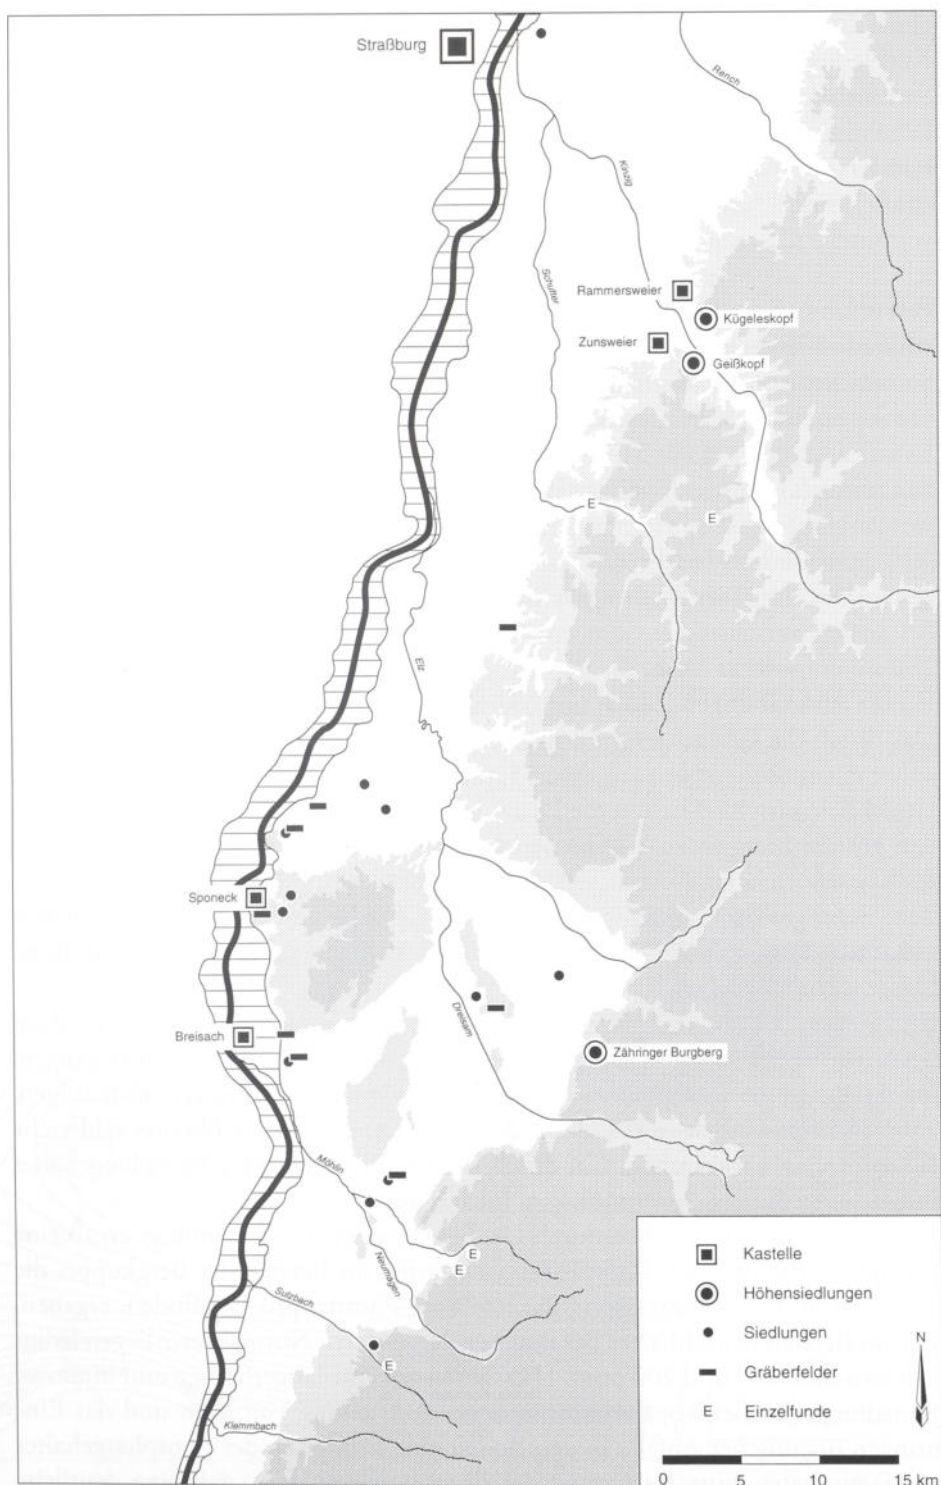 Straßburg
Rench
Kinzig
Schutter
Rammersweier
Kügeleskopf
Zunsweier
Geißkopf
E
E
Elz
Sponeck
Dreisam
Breisach
Zähringer Burgberg
Möhlin
Neumagen
E
E
E
Sulzbach
E
Klemmbach
Kastelle
Höhensiedlungen
Siedlungen
Gräberfelder
E Einzelfunde
N
0 5 10 15 km